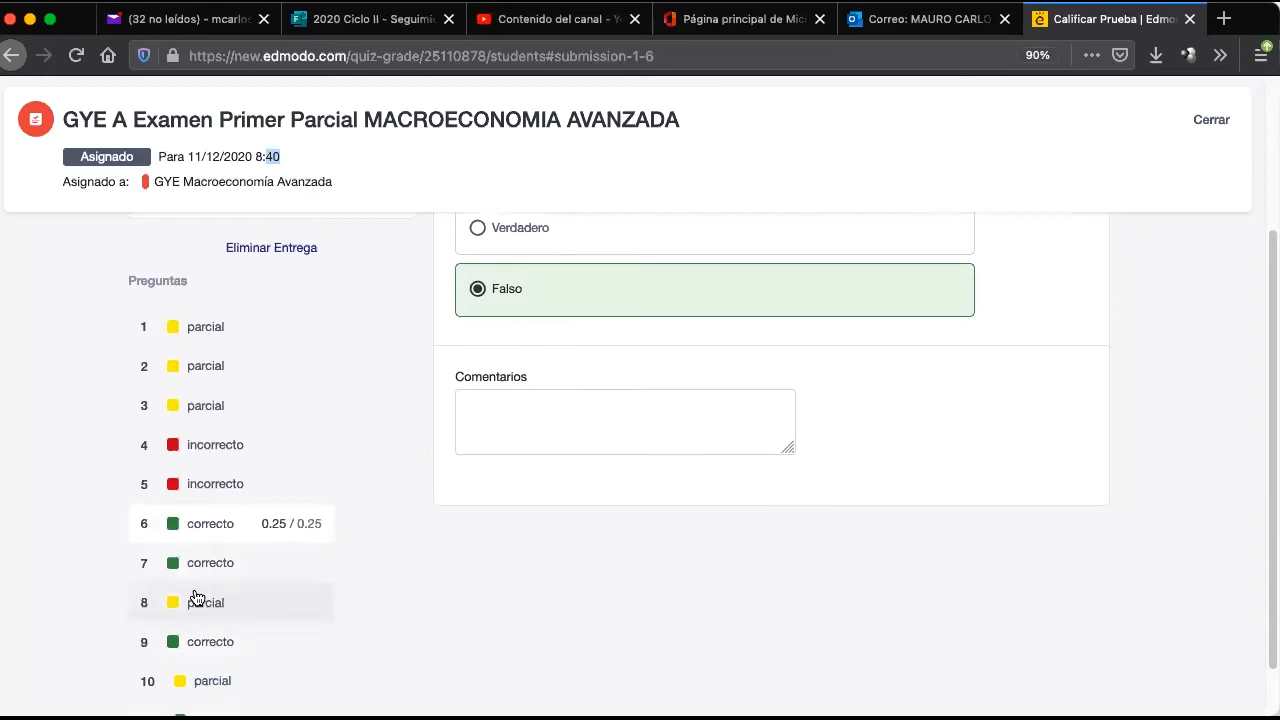 (32 no leídos) - mcarlos
2020 Ciclo II - Seguimie
Contenido del canal - Yo
Página principal de Micr
Correo: MAURO CARLO
Calificar Prueba | Edmo
https://new.edmodo.com/quiz-grade/25110878/students#submission-1-6
90%
GYE A Examen Primer Parcial MACROECONOMIA AVANZADA
Cerrar
Asignado Para 11/12/2020 8:40
Asignado a: GYE Macroeconomía Avanzada
Eliminar Entrega
Verdadero
Falso
Comentarios
Preguntas
1 parcial
2 parcial
3 parcial
4 incorrecto
5 incorrecto
6 correcto 0.25 / 0.25
7 correcto
8 parcial
9 correcto
10 parcial